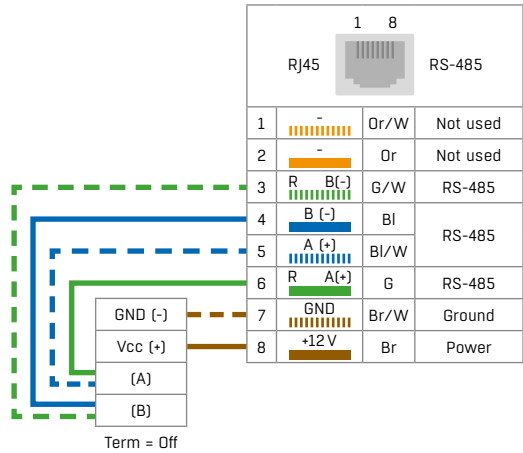 1 8
RJ45 RS-485
1 - Or/W Not used
2 - Or Not used
3 R B(-) G/W RS-485
4 B (-) Bl RS-485
5 A (+) Bl/W
6 R A(+) G RS-485
GND (-) 7 GND Br/W Ground
Vcc (+) 8 +12 V Br Power
(A)
(B)
Term = Off